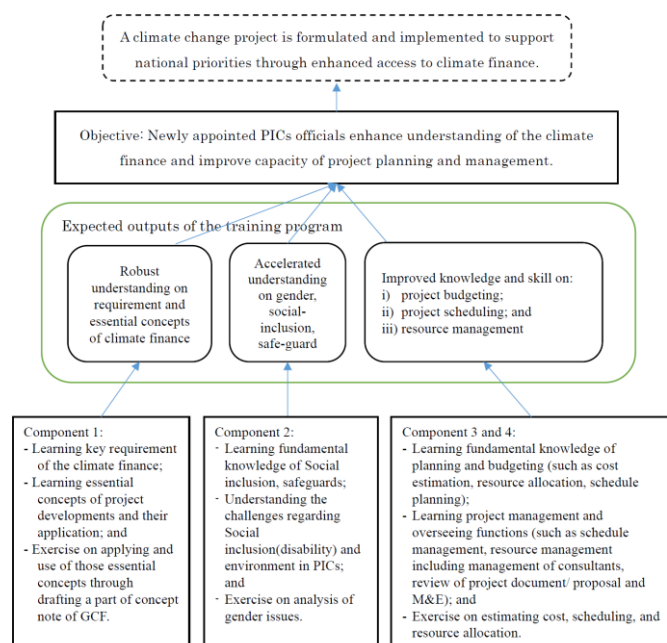 A climate change project is formulated and implemented to support
national priorities through enhanced access to climate finance.
Objective: Newly appointed PICs officials enhance understanding of the climate
finance and improve capacity of project planning and management.
Expected outputs of the training program
Robust
understanding on
requirement and
essential concepts
of climate finance
Accelerated
understanding
on gender,
social-
inclusion,
safe-guard
Improved knowledge and skill on:
i) project budgeting;
ii) project scheduling; and
iii) resource management
Component 1:
- Learning key requirement
of the climate finance;
- Learning essential
concepts of project
developments and their
application; and
- Exercise on applying and
use of those essential
concepts through
drafting a part of concept
note of GCF.
Component 2:
- Learning fundamental
knowledge of Social
inclusion, safeguards;
- Understanding the
challenges regarding
Social
inclusion(disability) and
environment in PICs;
and
- Exercise on analysis of
gender issues.
Component 3 and 4:
- Learning fundamental knowledge of
planning and budgeting (such as cost
estimation, resource allocation, schedule
planning);
- Learning project management and
overseeing functions (such as schedule
management, resource management
including management of consultants,
review of project document/ proposal and
M&E); and
- Exercise on estimating cost, scheduling, and
resource allocation.